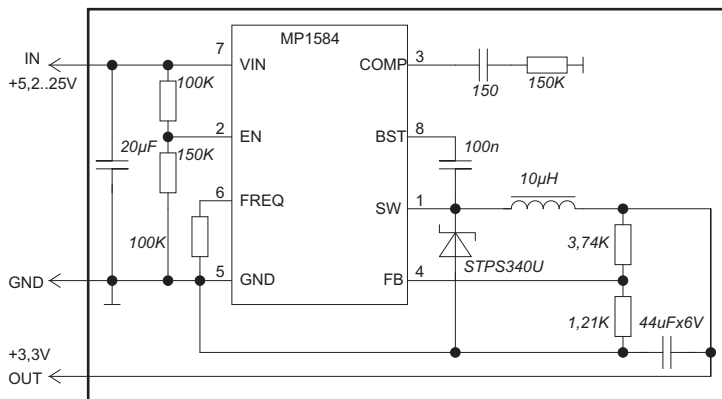 MP1584
IN
+5,2..25V
7
VIN
COMP
3
100K
150
150K
2
EN
BST
8
20µF
150K
100n
6
FREQ
10µH
SW
1
100K
3,74K
STPS340U
GND
5
GND
FB
4
1,21K
44uFx6V
+3,3V
OUT